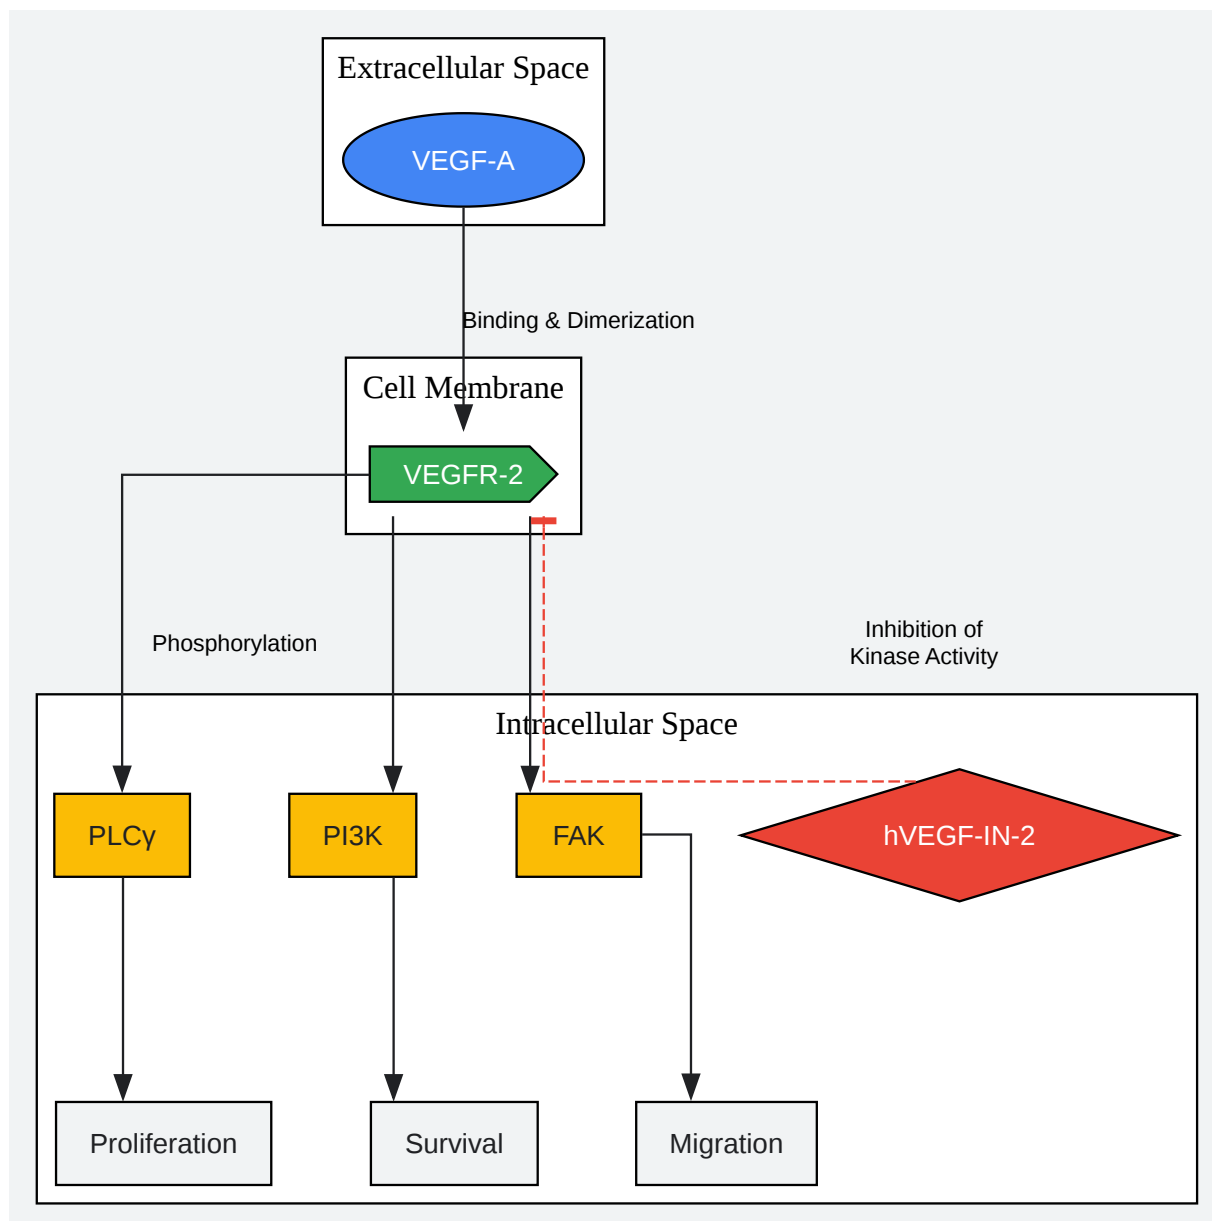 Extracellular Space
VEGF-A
Binding & Dimerization
Cell Membrane
VEGFR-2
Phosphorylation
Inhibition of
Kinase Activity
Intracellular Space
PLCγ
PI3K
FAK
hVEGF-IN-2
Proliferation
Survival
Migration